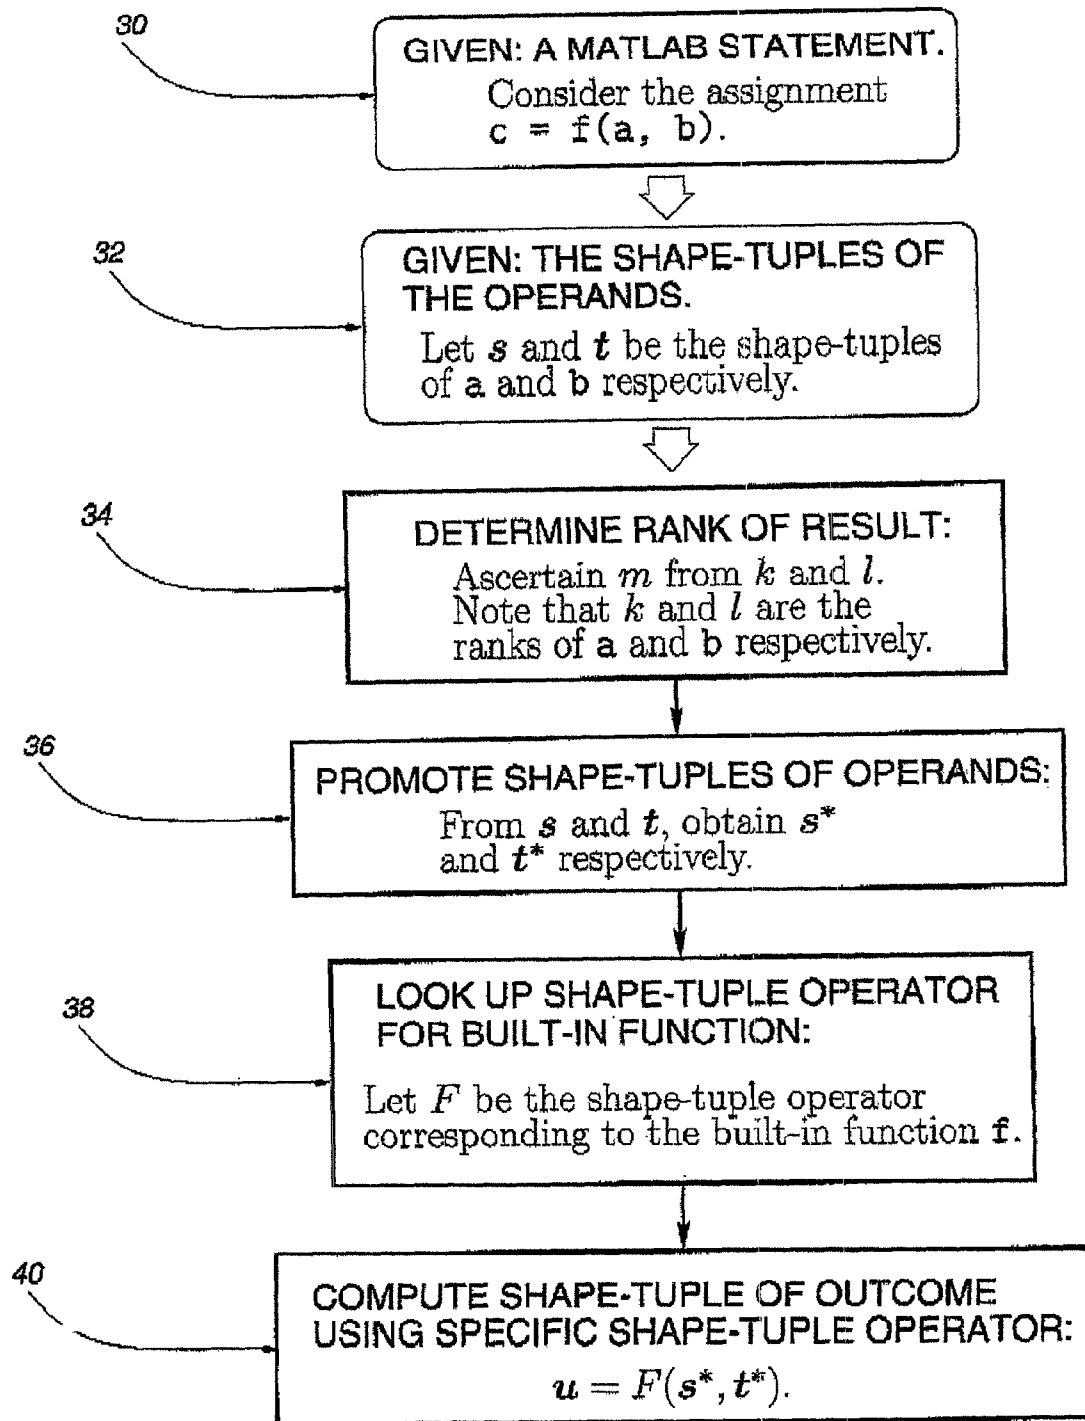 30
GIVEN: A MATLAB STATEMENT.
Consider the assignment
c = f(a, b).
32
GIVEN: THE SHAPE-TUPLES OF
THE OPERANDS.
Let s and t be the shape-tuples
of a and b respectively.
34
DETERMINE RANK OF RESULT:
Ascertain m from k and l.
Note that k and l are the
ranks of a and b respectively.
36
PROMOTE SHAPE-TUPLES OF OPERANDS:
From s and t, obtain s*
and t* respectively.
38
LOOK UP SHAPE-TUPLE OPERATOR
FOR BUILT-IN FUNCTION:
Let F be the shape-tuple operator
corresponding to the built-in function f.
40
COMPUTE SHAPE-TUPLE OF OUTCOME
USING SPECIFIC SHAPE-TUPLE OPERATOR:
u = F(s*, t*).